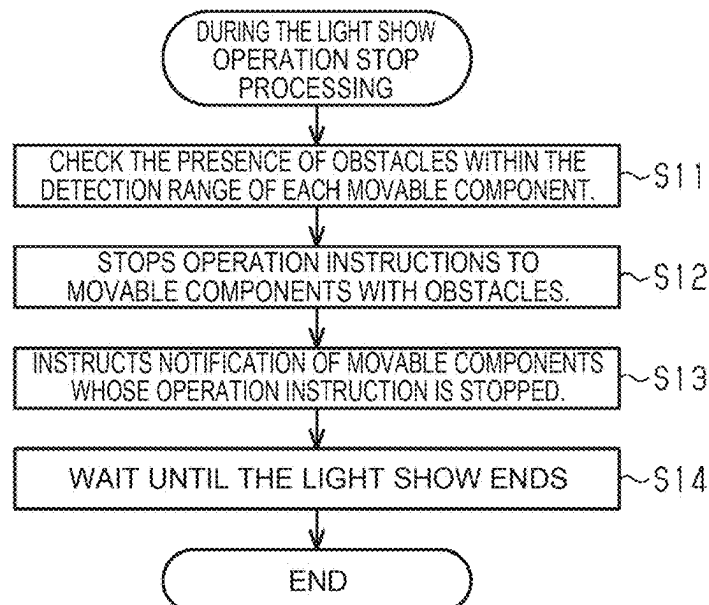 DURING THE LIGHT SHOW
OPERATION STOP
PROCESSING
CHECK THE PRESENCE OF OBSTACLES WITHIN THE
DETECTION RANGE OF EACH MOVABLE COMPONENT.
S11
STOPS OPERATION INSTRUCTIONS TO
MOVABLE COMPONENTS WITH OBSTACLES.
S12
INSTRUCTS NOTIFICATION OF MOVABLE COMPONENTS
WHOSE OPERATION INSTRUCTION IS STOPPED.
S13
WAIT UNTIL THE LIGHT SHOW ENDS
S14
END